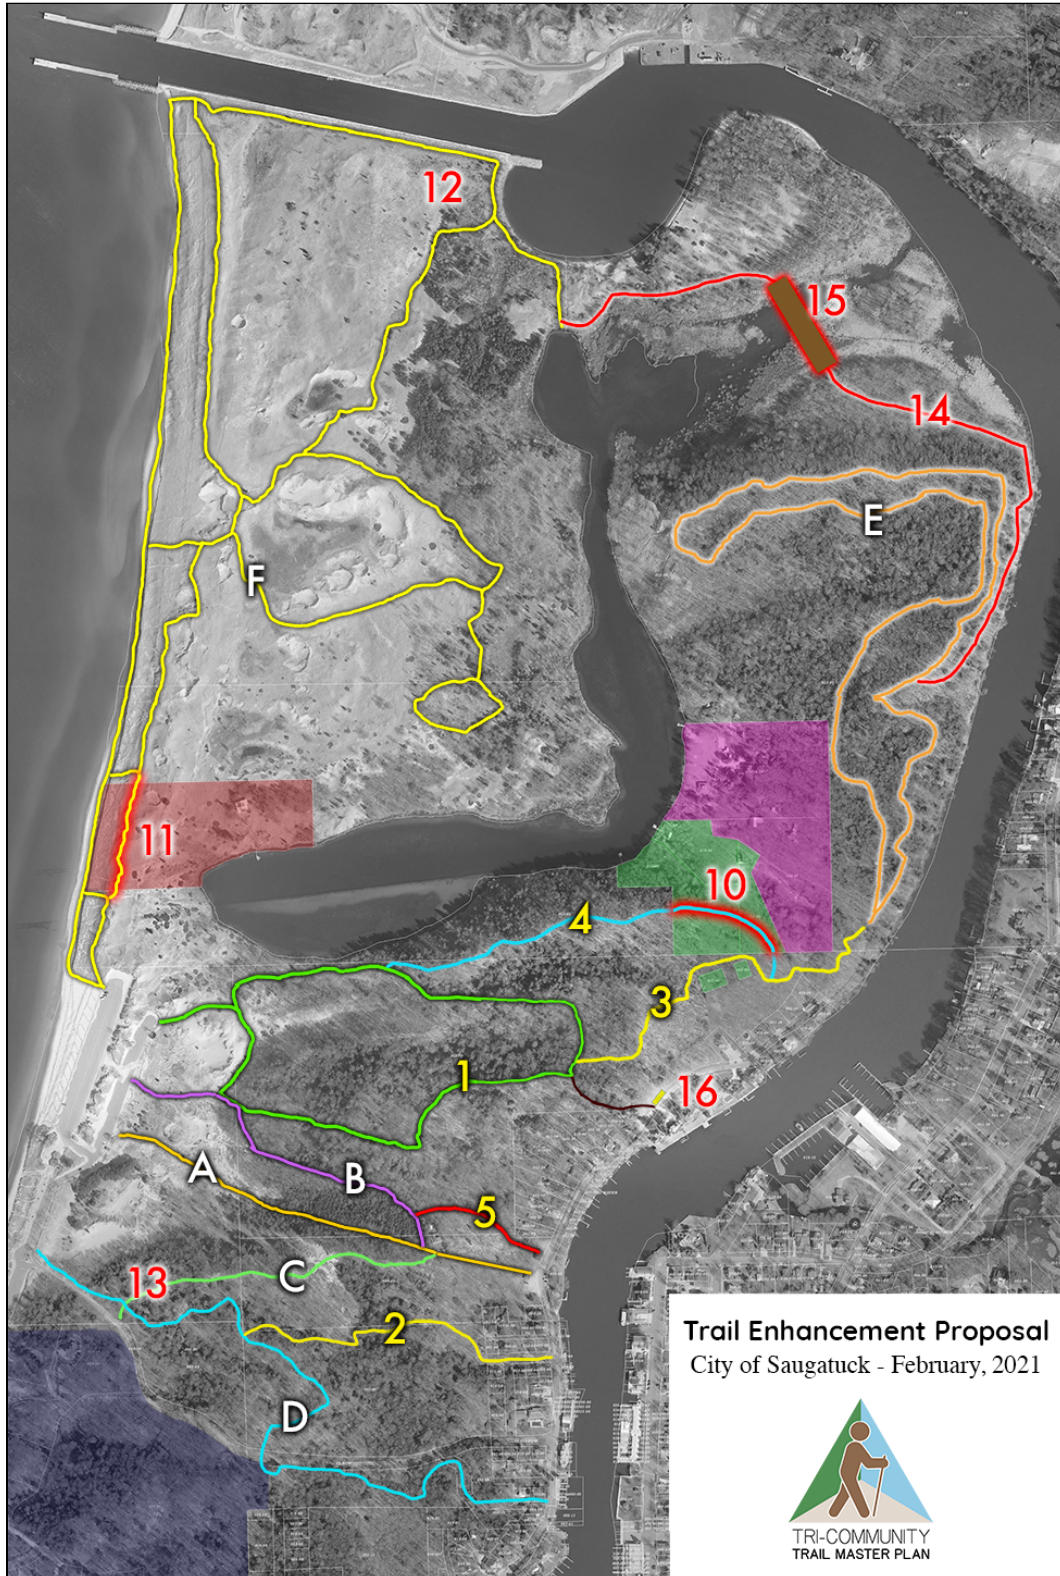 12
15
14
E
F
11
10
4
3
1
16
A
B
5
C
13
2
D
Trail Enhancement Proposal
City of Saugatuck - February, 2021
TRI-COMMUNITY
TRAIL MASTER PLAN